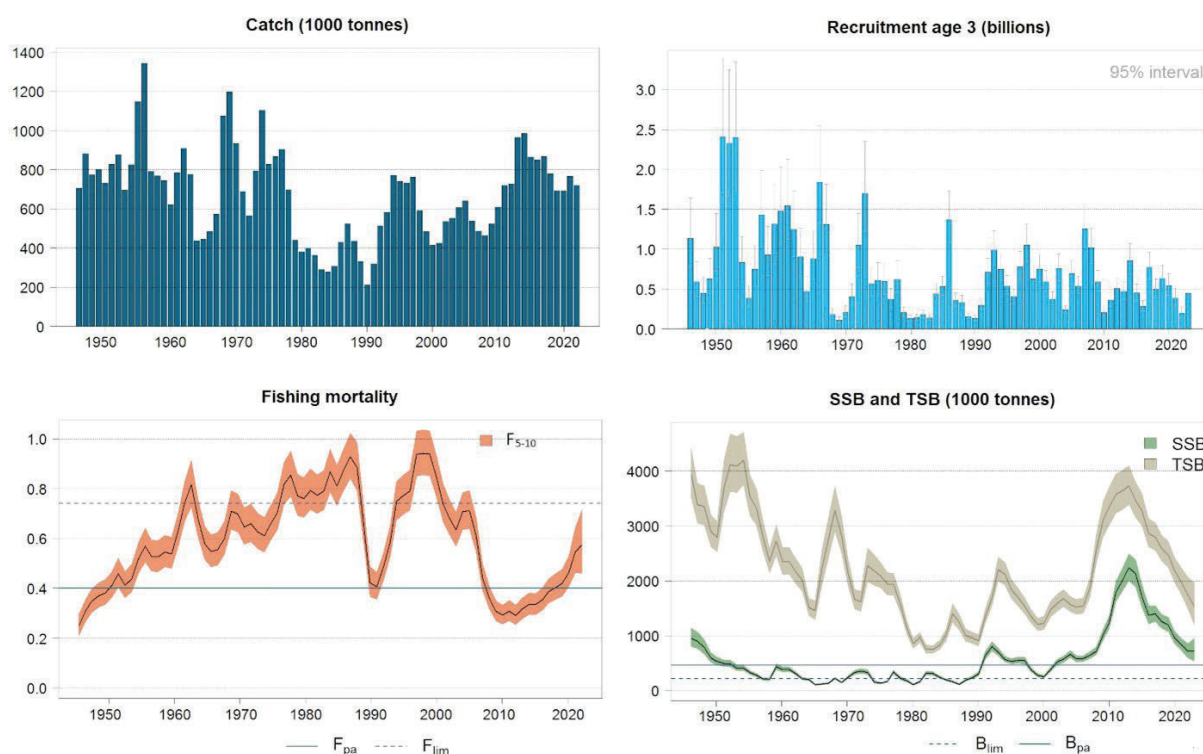 Catch (1000 tonnes)
1400
1200
1000
800
600
400
200
0
1950 1960 1970 1980 1990 2000 2010 2020
Recruitment age 3 (billions)
95% interval
3.0
2.5
2.0
1.5
1.0
0.5
0.0
1950 1960 1970 1980 1990 2000 2010 2020
Fishing mortality
F5-10
1.0
0.8
0.6
0.4
0.2
0.0
1950 1960 1970 1980 1990 2000 2010 2020
Fpa Flim
SSB and TSB (1000 tonnes)
SSB
TSB
4000
3000
2000
1000
0
1950 1960 1970 1980 1990 2000 2010 2020
Blim Bpa